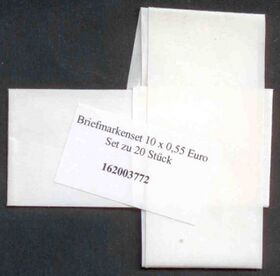 Briefmarkenset 10 x 0,55 Euro
Set zu 20 Stück
162003772